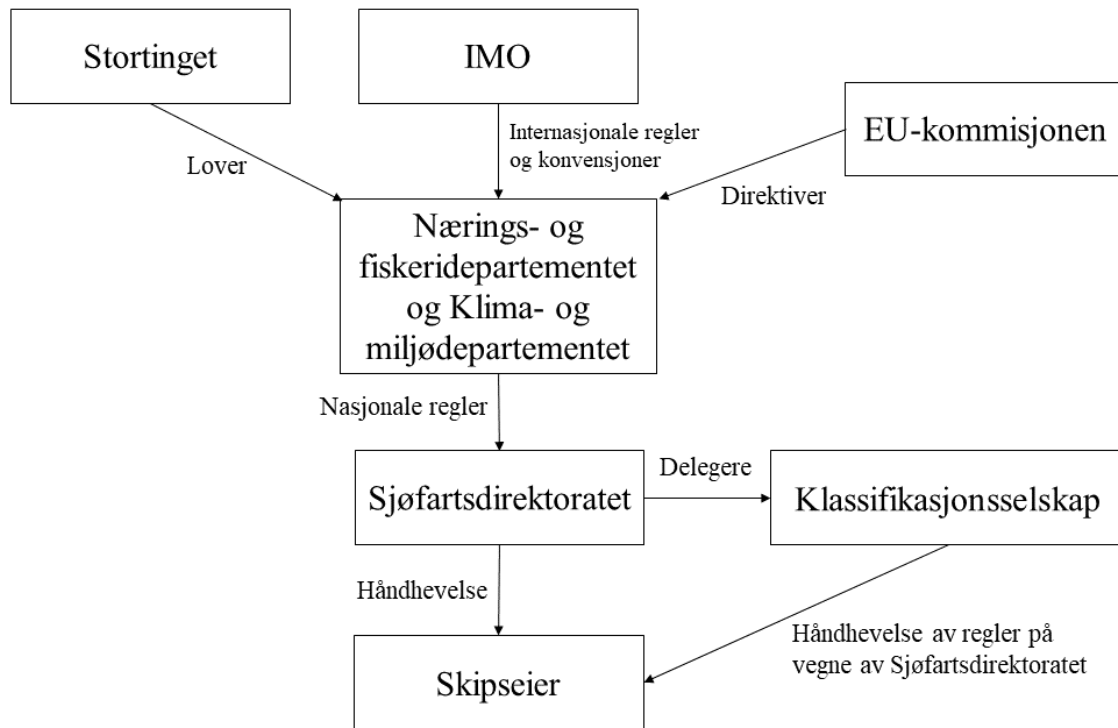 Stortinget
IMO
EU-kommisjonen
Lover
Internasjonale regler
og konvensjoner
Direktiver
Nærings- og
fiskeridepartementet
og Klima- og
miljødepartementet
Nasjonale regler
Sjøfartsdirektoratet
Delegere
Klassifikasjonsselskap
Håndhevelse
Håndhevelse av regler på
vegne av Sjøfartsdirektoratet
Skipseier